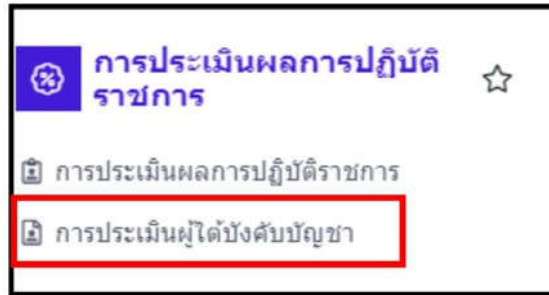 การประเมินผลการปฏิบัติ
ราชการ
การประเมินผลการปฏิบัติราชการ
การประเมินผู้ใต้บังคับบัญชา